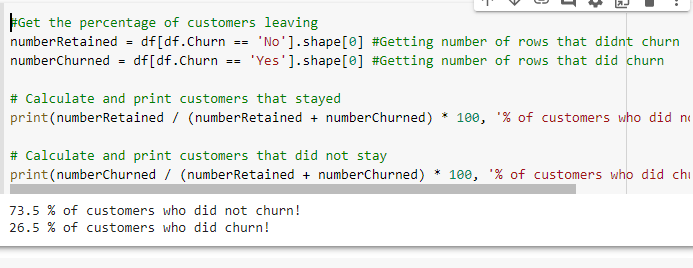 #Get the percentage of customers leaving
numberRetained = df[df.Churn == 'No'].shape[0] #Getting number of rows that didnt churn
numberChurned = df[df.Churn == 'Yes'].shape[0] #Getting number of rows that did churn
# Calculate and print customers that stayed
print(numberRetained / (numberRetained + numberChurned) * 100, '% of customers who did
# Calculate and print customers that did not stay
print(numberChurned / (numberRetained + numberChurned) * 100, '% of customers who did
73.5 % of customers who did not churn!
26.5 % of customers who did churn!